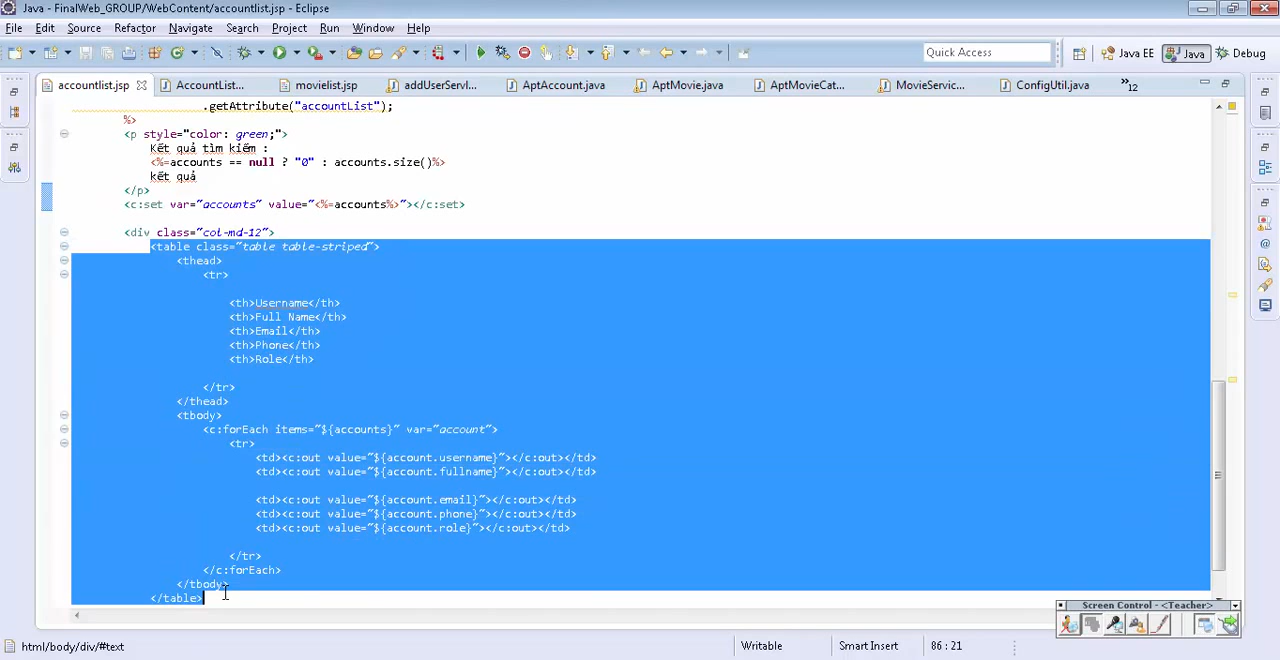 Java - FinalWeb_GROUP/WebContent/accountlist.jsp - Eclipse
File Edit Source Refactor Navigate Search Project Run Window Help
Quick Access Java EE Java Debug
accountlist.jsp AccountList... movielist.jsp addUserServl... AptAccount.java AptMovie.java AptMovieCat... MovieServic... ConfigUtil.java »12
.getAttribute("accountList");
%>
<p style="color: green;">
Kết quả tìm kiếm :
<%=accounts == null ? "0" : accounts.size()%>
kết quả
</p>
<c:set var="accounts" value="<%=accounts%>"></c:set>
<div class="col-md-12">
<table class="table table-striped">
<thead>
<tr>
<th>Username</th>
<th>Full Name</th>
<th>Email</th>
<th>Phone</th>
<th>Role</th>
</tr>
</thead>
<tbody>
<c:forEach items="${accounts}" var="account">
<tr>
<td><c:out value="${account.username}"></c:out></td>
<td><c:out value="${account.fullname}"></c:out></td>
<td><c:out value="${account.email}"></c:out></td>
<td><c:out value="${account.phone}"></c:out></td>
<td><c:out value="${account.role}"></c:out></td>
</tr>
</c:forEach>
</tbody>
</table>
Screen Control - <Teacher>
html/body/div/#text Writable Smart Insert 86 : 21